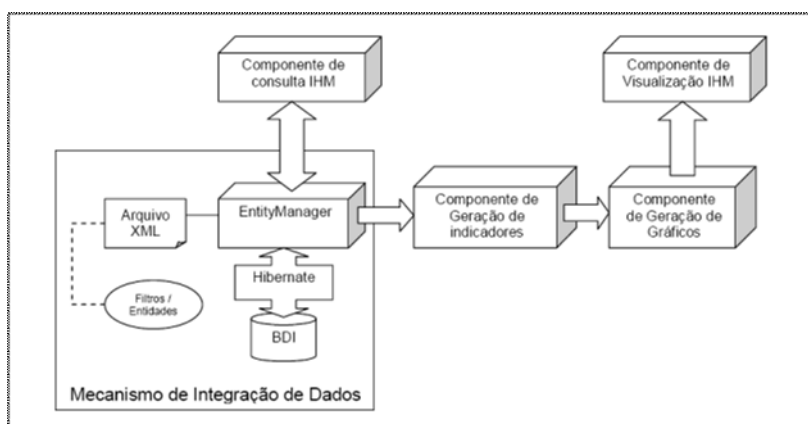 Componente de
consulta IHM
Componente de
Visualização IHM
Arquivo
XML
EntityManager
Componente de
Geração de
indicadores
Componente
de Geração de
Gráficos
Hibernate
Filtros /
Entidades
BDI
Mecanismo de Integração de Dados